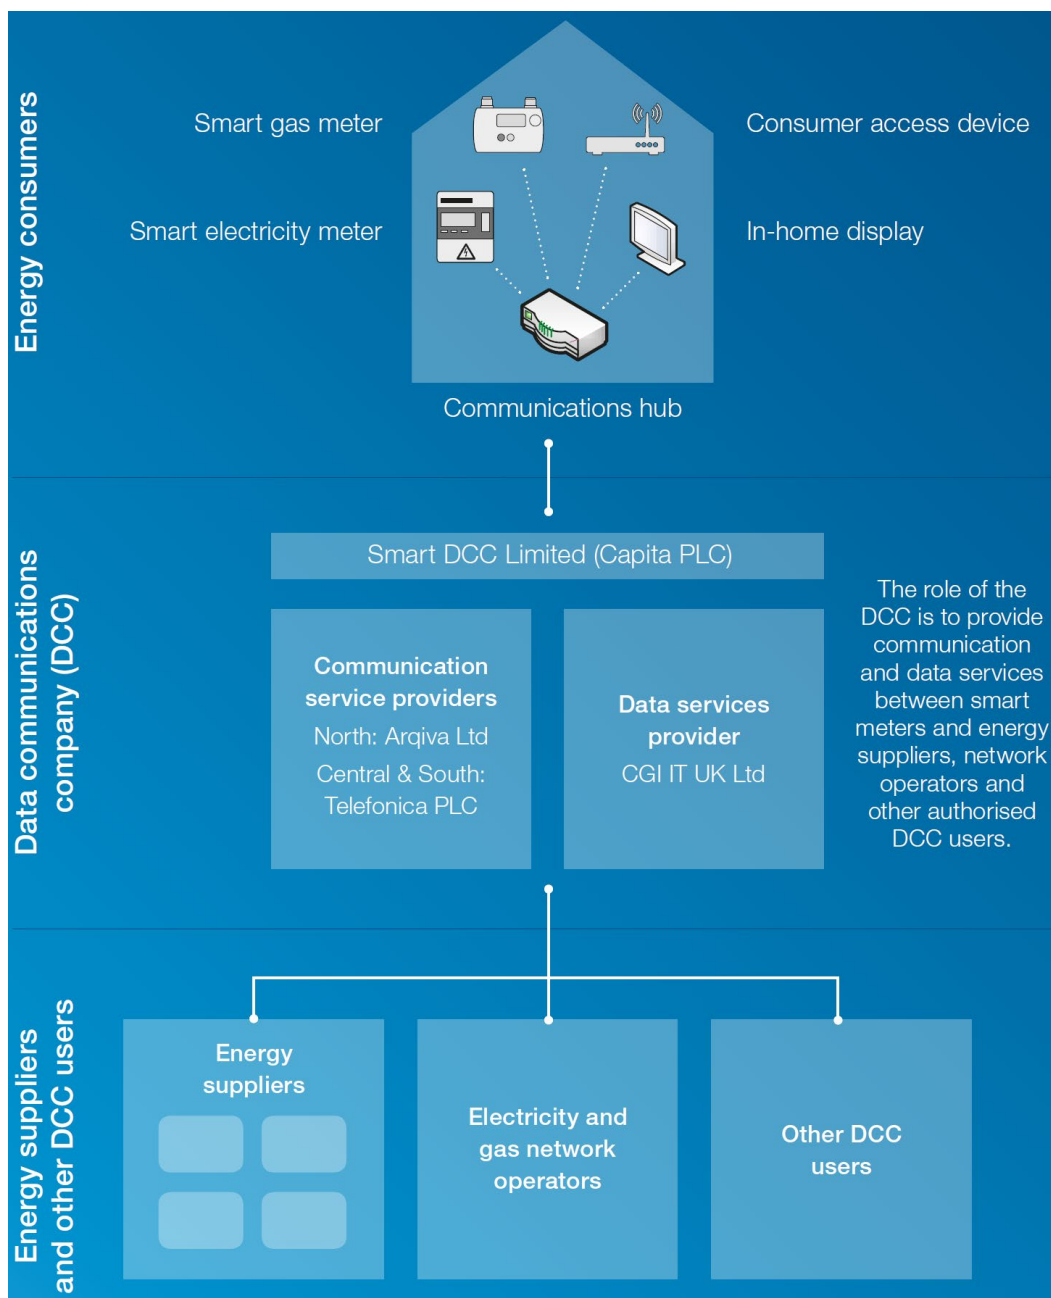 Energy consumers
Smart gas meter
Consumer access device
Smart electricity meter
In-home display
Communications hub
Data communications
company (DCC)
Smart DCC Limited (Capita PLC)
Communication
service providers
North: Arqiva Ltd
Central & South:
Telefonica PLC
Data services
provider
CGI IT UK Ltd
The role of the
DCC is to provide
communication
and data services
between smart
meters and energy
suppliers, network
operators and
other authorised
DCC users.
Energy suppliers
and other DCC users
Energy
suppliers
Electricity and
gas network
operators
Other DCC
users